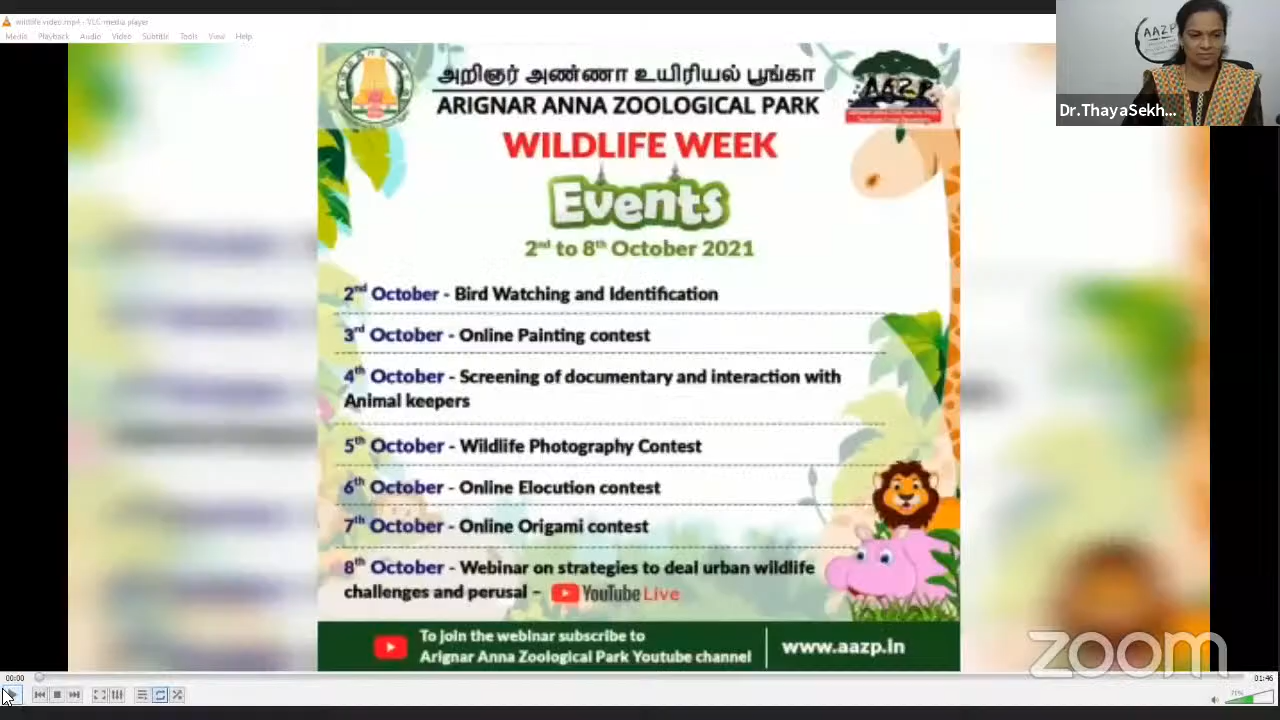 wildlife video.mp4 - VLC media player
Media Playback Audio Video Subtitle Tools View Help
AAZP
Dr.ThayaSekh...
அறிஞர் அண்ணா உயிரியல் பூங்கா
ARIGNAR ANNA ZOOLOGICAL PARK
AAZP
WILDLIFE WEEK
Events
2nd to 8th October 2021
2nd October - Bird Watching and Identification
3rd October - Online Painting contest
4th October - Screening of documentary and interaction with
Animal keepers
5th October - Wildlife Photography Contest
6th October - Online Elocution contest
7th October - Online Origami contest
8th October - Webinar on strategies to deal urban wildlife
challenges and perusal – YouTube Live
To join the webinar subscribe to
Arignar Anna Zoological Park Youtube channel
www.aazp.in
zoom
00:00
01:46